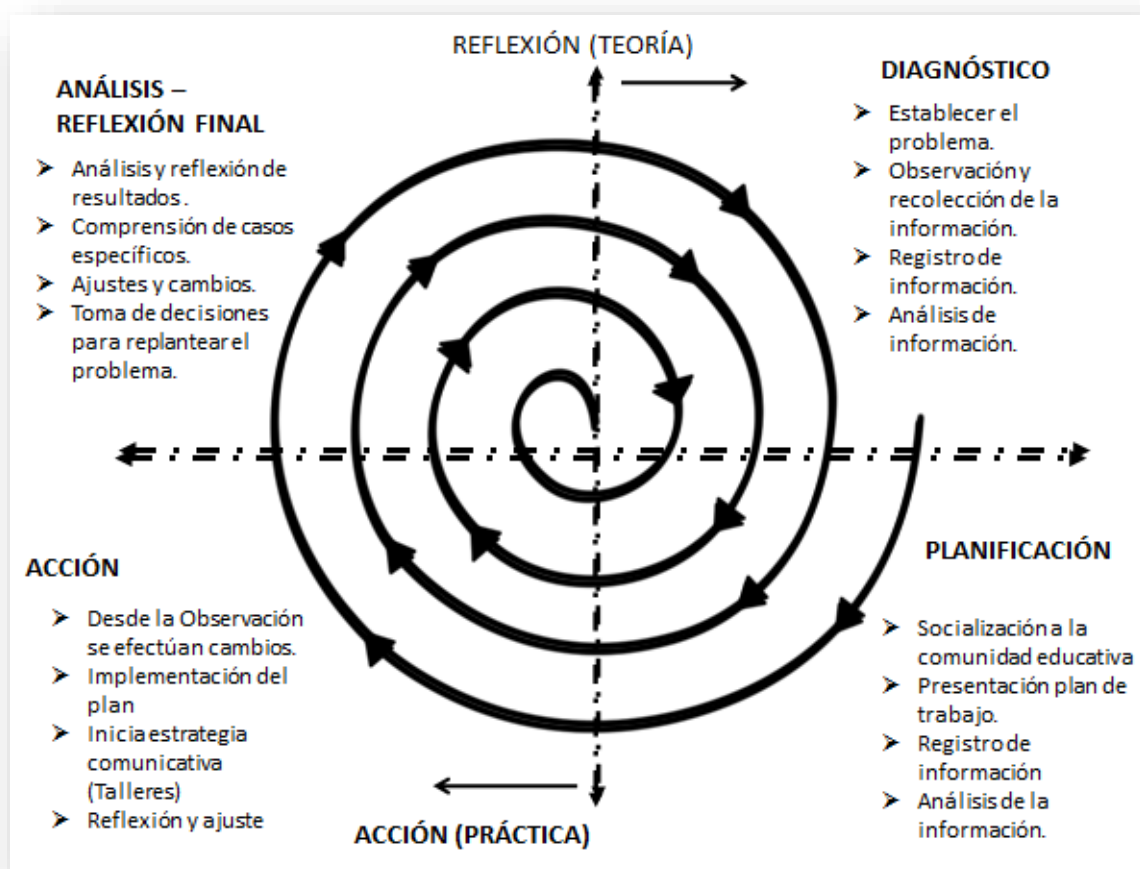 REFLEXIÓN (TEORÍA)
ANÁLISIS –
REFLEXIÓN FINAL
➤ Análisis y reflexión de
resultados.
➤ Comprensión de casos
específicos.
➤ Ajustes y cambios.
➤ Toma de decisiones
para replantear el
problema.
DIAGNÓSTICO
➤ Establecer el
problema.
➤ Observación y
recolección de la
información.
➤ Registro de
información.
➤ Análisis de
información.
ACCIÓN
➤ Desde la Observación
se efectúan cambios.
➤ Implementación del
plan
➤ Inicia estrategia
comunicativa
(Talleres)
➤ Reflexión y ajuste
PLANIFICACIÓN
➤ Socialización a la
comunidad educativa
➤ Presentación plan de
trabajo.
➤ Registro de
información
➤ Análisis de la
información.
ACCIÓN (PRÁCTICA)